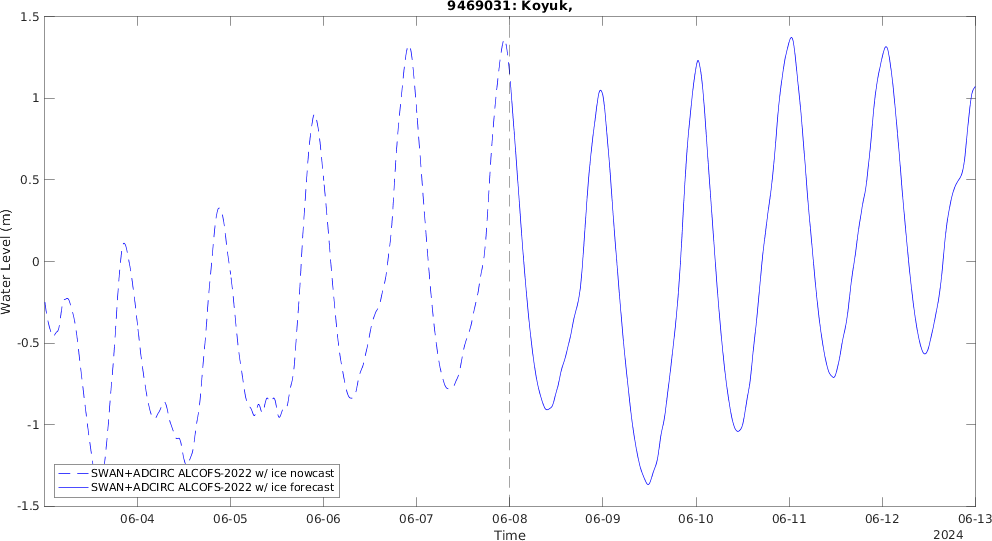 9469031: Koyuk,
1.5
1
0.5
0
-0.5
-1
-1.5
Water Level (m)
SWAN+ADCIRC ALCOFS-2022 w/ ice nowcast
SWAN+ADCIRC ALCOFS-2022 w/ ice forecast
06-04 06-05 06-06 06-07 06-08 06-09 06-10 06-11 06-12 06-13
Time
2024